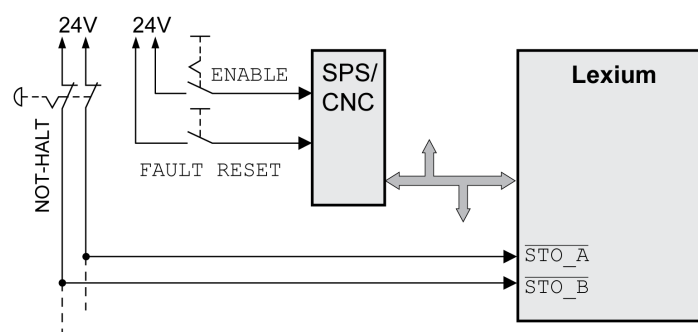 24V
24V
ENABLE
SPS/
CNC
Lexium
NOT-HALT
FAULT RESET
STO_A
STO_B